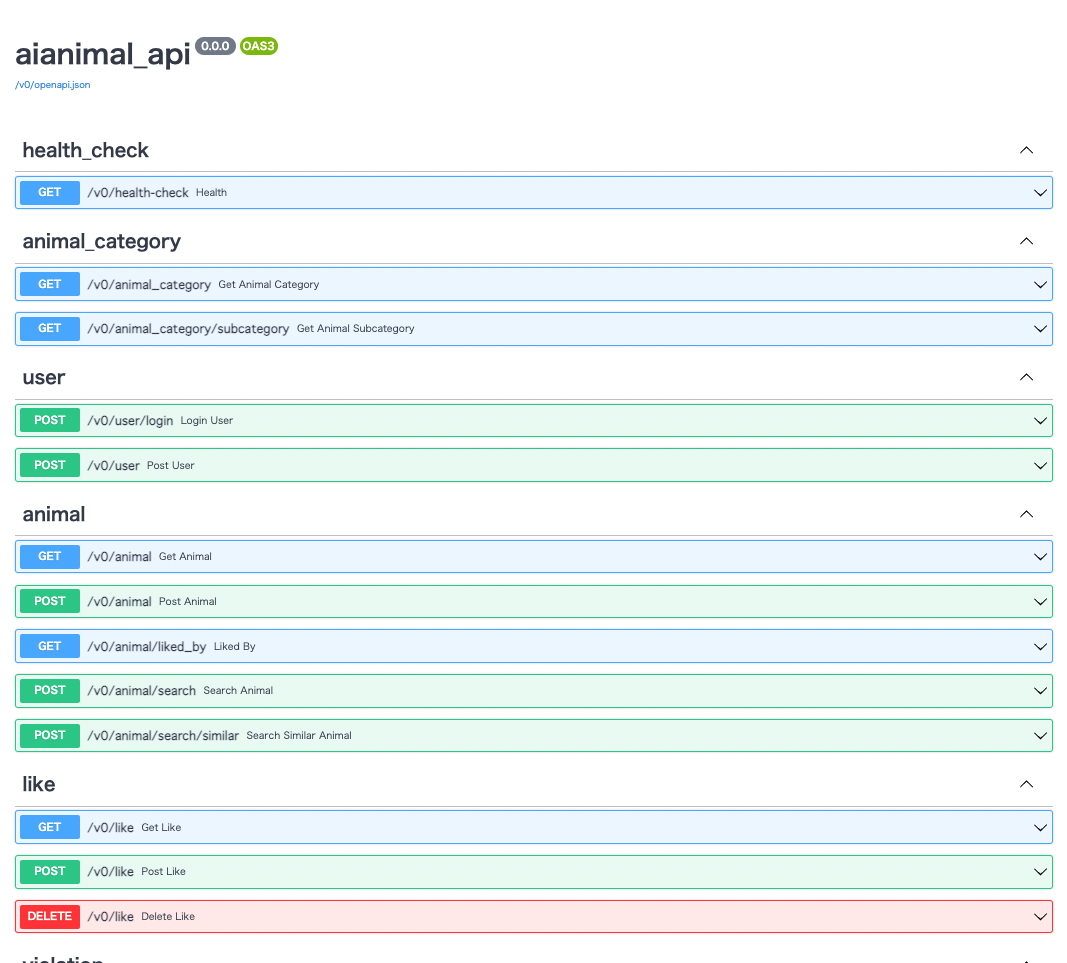 aianimal_api 0.0.0 OAS3
/v0/openapi.json
health_check
GET /v0/health-check Health
animal_category
GET /v0/animal_category Get Animal Category
GET /v0/animal_category/subcategory Get Animal Subcategory
user
POST /v0/user/login Login User
POST /v0/user Post User
animal
GET /v0/animal Get Animal
POST /v0/animal Post Animal
GET /v0/animal/liked_by Liked By
POST /v0/animal/search Search Animal
POST /v0/animal/search/similar Search Similar Animal
like
GET /v0/like Get Like
POST /v0/like Post Like
DELETE /v0/like Delete Like
violation